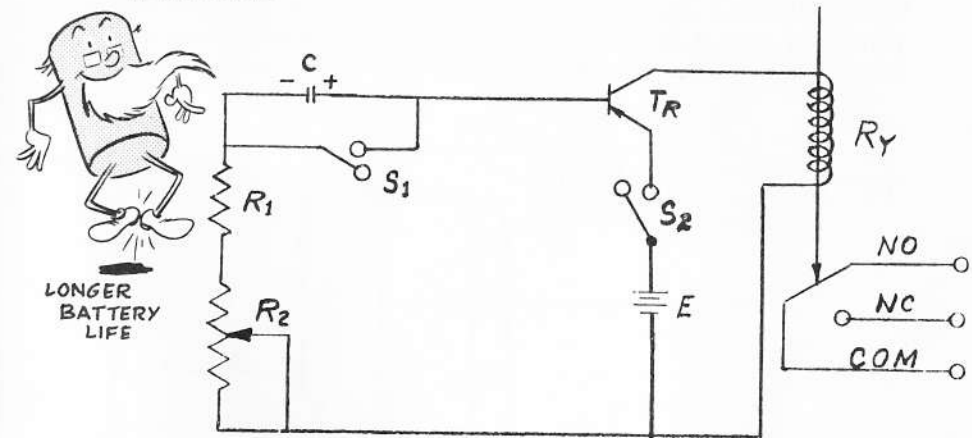 - C +
TR
RY
S1
R1
S2
NO
LONGER
BATTERY
LIFE
R2
E
NC
COM